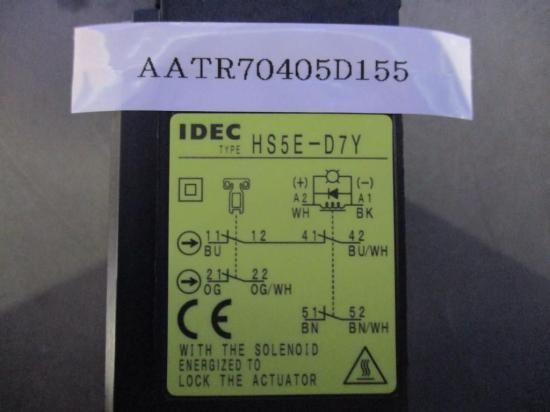 AATR70405D155
IDEC TYPE HS5E-D7Y
(+) (-)
A2 A1
WH BK
11 12 41 42
BU BU/WH
21 22
OG OG/WH
51 52
BN BN/WH
CE
WITH THE SOLENOID
ENERGIZED TO
LOCK THE ACTUATOR